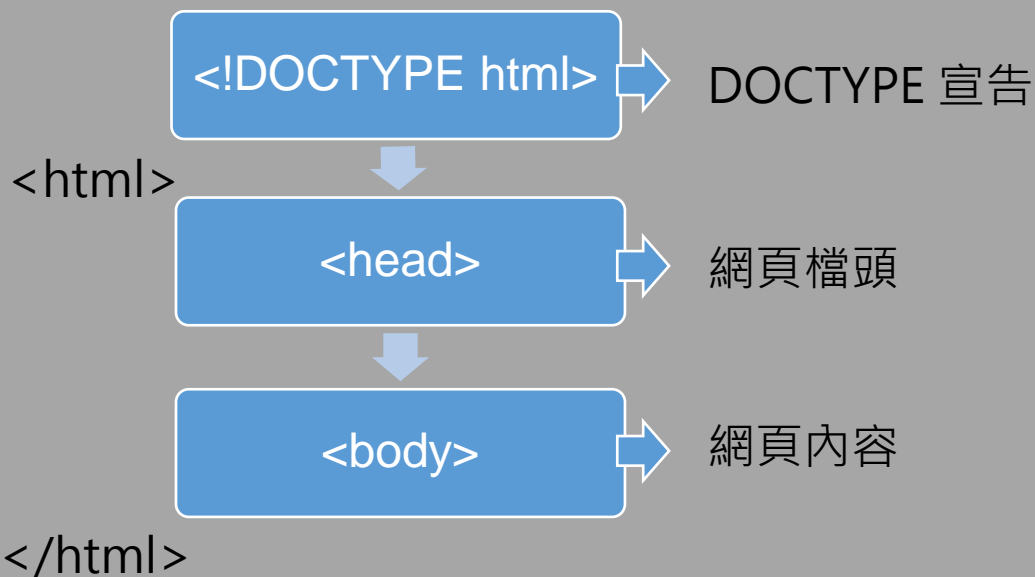 <!DOCTYPE html>
DOCTYPE 宣告
<html>
<head>
網頁檔頭
<body>
網頁內容
</html>